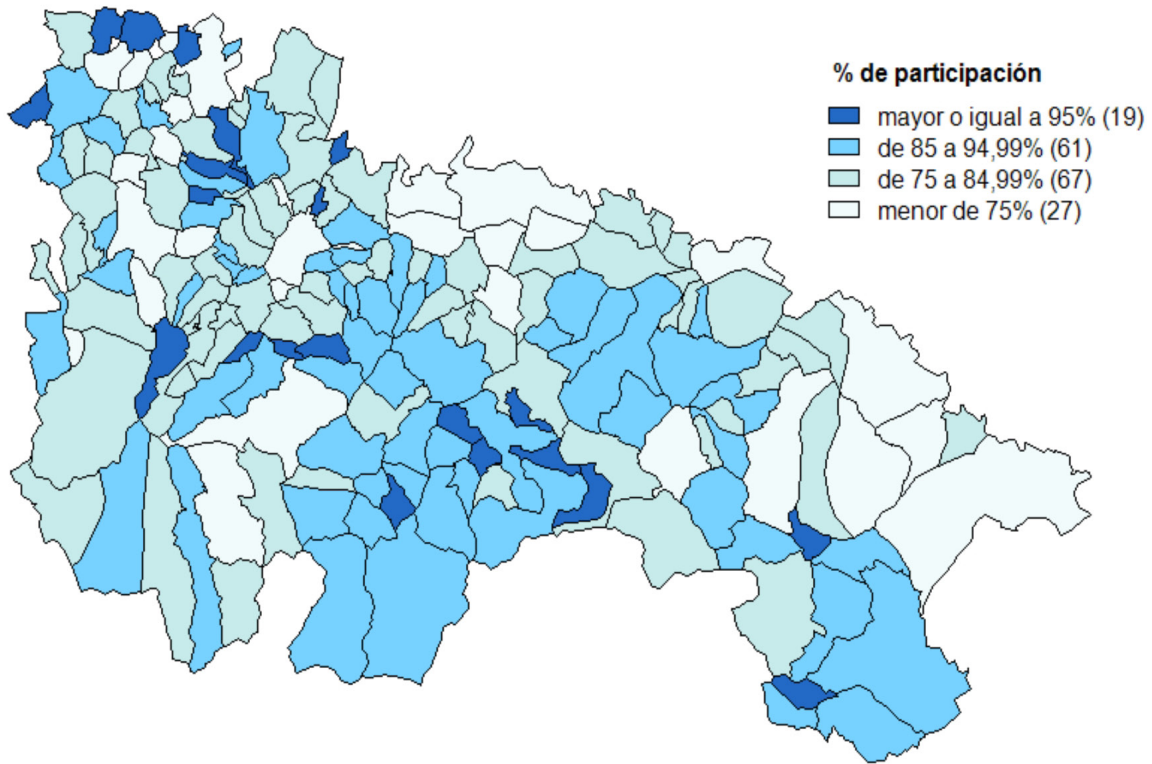 % de participación
mayor o igual a 95% (19)
de 85 a 94,99% (61)
de 75 a 84,99% (67)
menor de 75% (27)